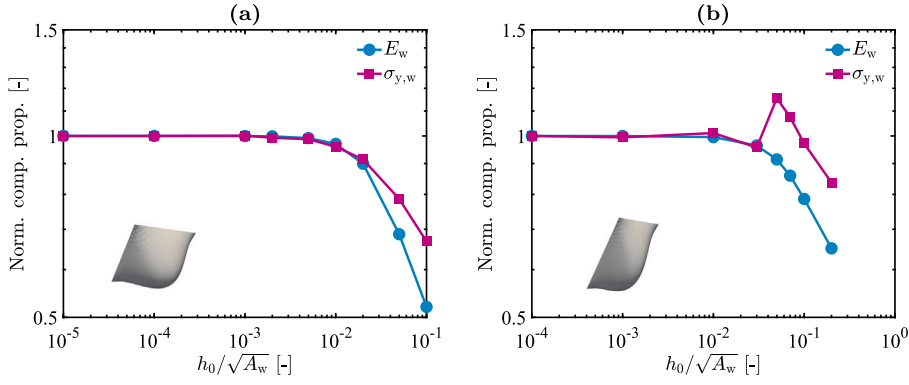 (a)
1.5
1
0.5
Norm. comp. prop. [-]
E_w
σ_y,w
10^-5
10^-4
10^-3
10^-2
10^-1
h_0/√A_w [-]
(b)
1.5
1
0.5
Norm. comp. prop. [-]
E_w
σ_y,w
10^-4
10^-3
10^-2
10^-1
10^0
h_0/√A_w [-]